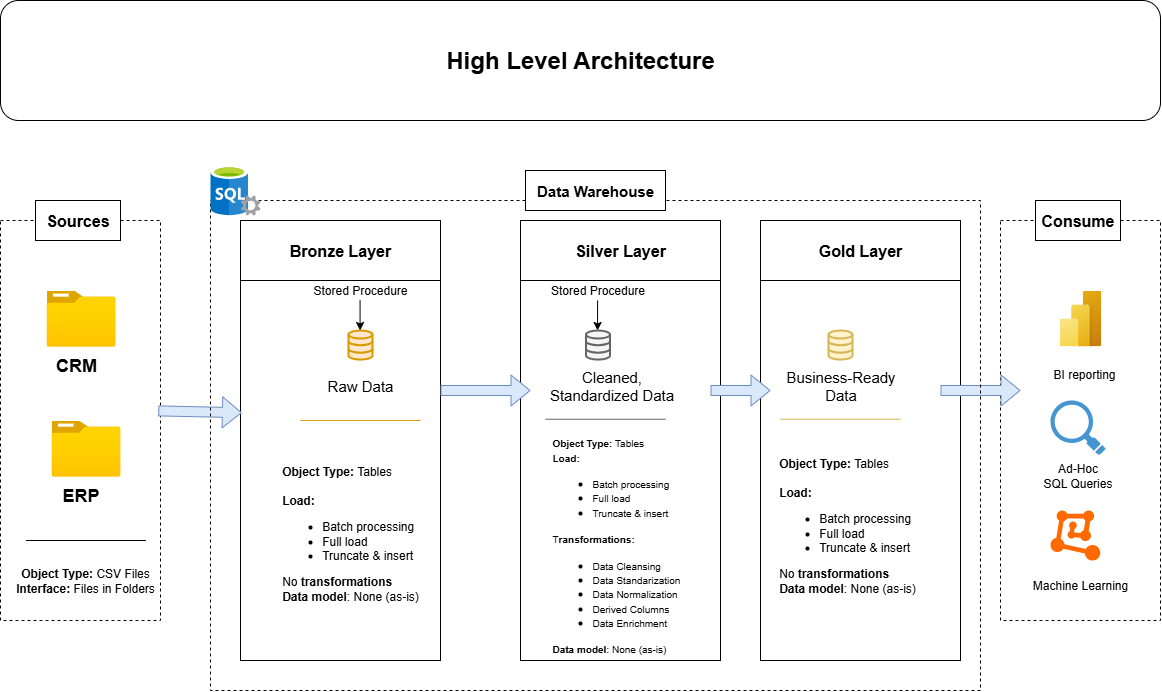 High Level Architecture
SQL
Data Warehouse
Sources
CRM
ERP
Object Type: CSV Files
Interface: Files in Folders
Bronze Layer
Stored Procedure
Raw Data
Object Type: Tables
Load:
Batch processing
Full load
Truncate & insert
No transformations
Data model: None (as-is)
Silver Layer
Stored Procedure
Cleaned,
Standardized Data
Object Type: Tables
Load:
Batch processing
Full load
Truncate & insert
Transformations:
Data Cleansing
Data Standarization
Data Normalization
Derived Columns
Data Enrichment
Data model: None (as-is)
Gold Layer
Business-Ready
Data
Object Type: Tables
Load:
Batch processing
Full load
Truncate & insert
No transformations
Data model: None (as-is)
Consume
BI reporting
Ad-Hoc
SQL Queries
Machine Learning